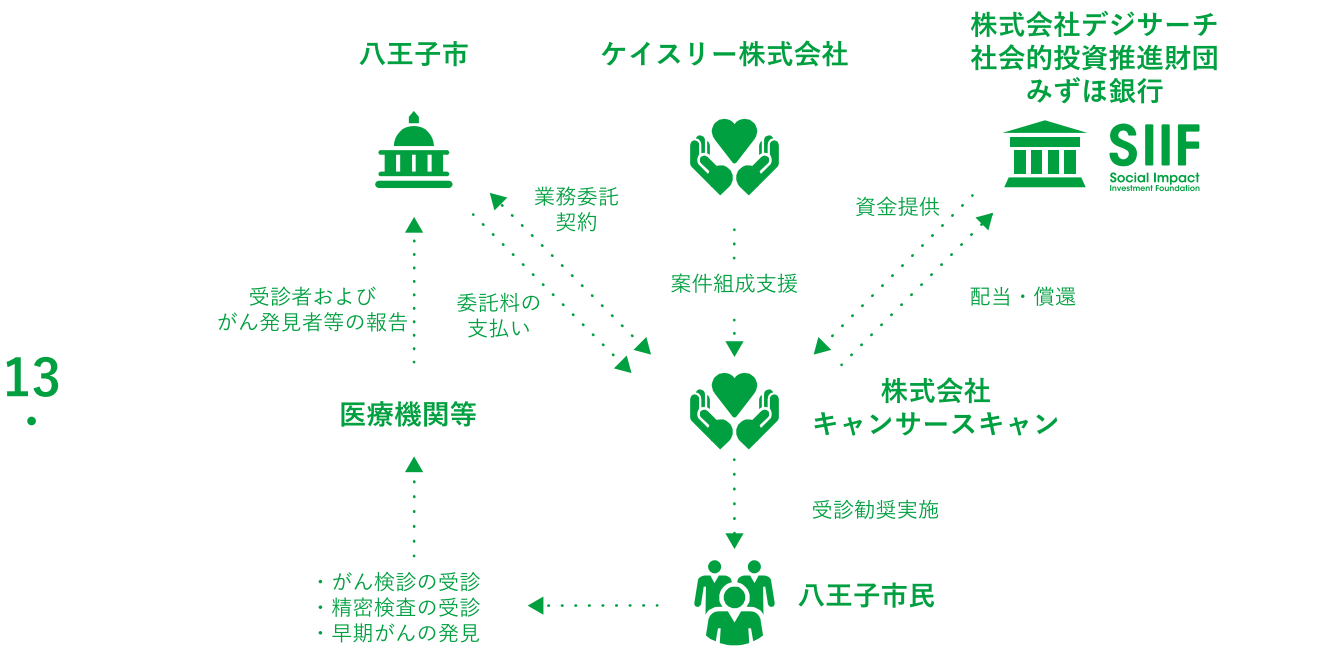 八王子市
ケイスリー株式会社
株式会社デジサーチ
社会的投資推進財団
みずほ銀行
SIIF
Social Impact
Investment Foundation
業務委託
契約
資金提供
案件組成支援
配当・償還
受診者および
がん発見者等の報告
委託料の
支払い
13
医療機関等
株式会社
キャンサースキャン
受診勧奨実施
・がん検診の受診
・精密検査の受診
・早期がんの発見
八王子市民